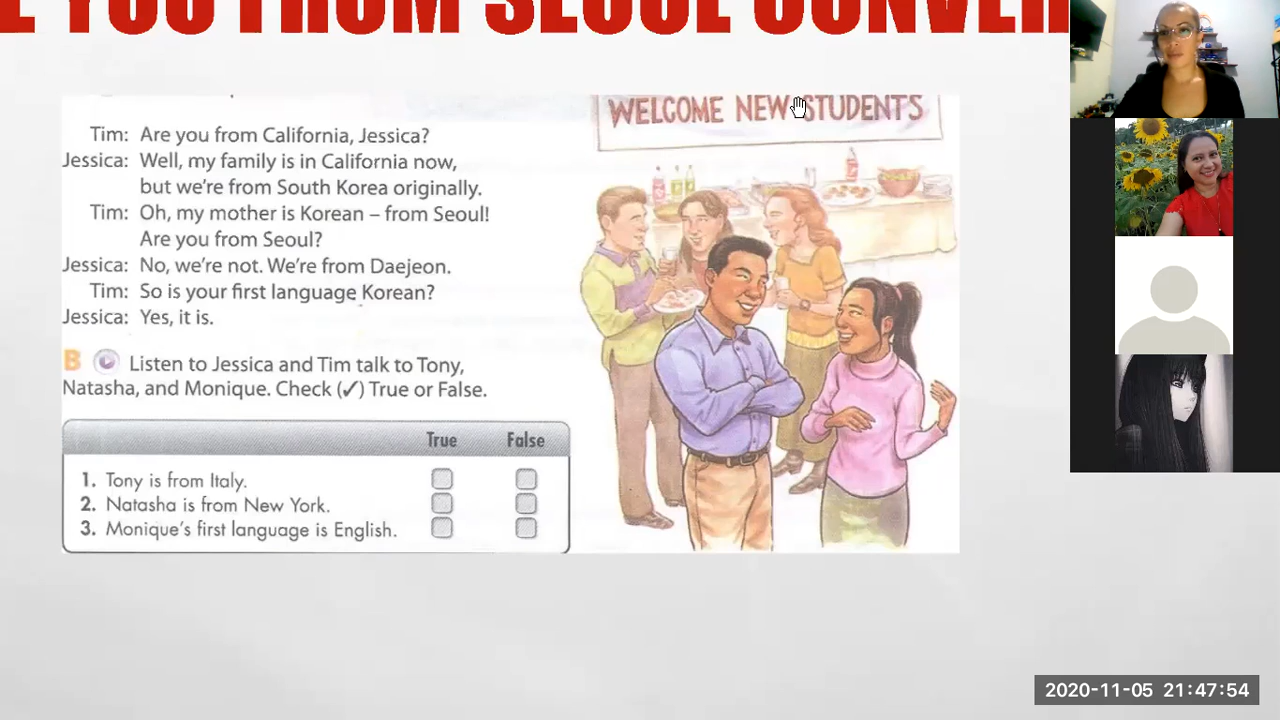 E YOU FROM SEOUL CONVER
WELCOME NEW STUDENTS
Tim: Are you from California, Jessica?
Jessica: Well, my family is in California now,
but we're from South Korea originally.
Tim: Oh, my mother is Korean – from Seoul!
Are you from Seoul?
Jessica: No, we're not. We're from Daejeon.
Tim: So is your first language Korean?
Jessica: Yes, it is.
B Listen to Jessica and Tim talk to Tony,
Natasha, and Monique. Check (✓) True or False.
True False
1. Tony is from Italy.
2. Natasha is from New York.
3. Monique's first language is English.
2020-11-05 21:47:54